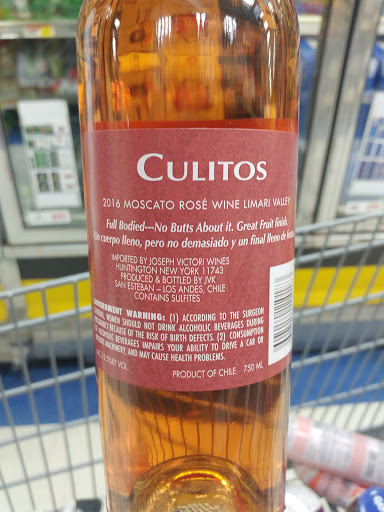 CULITOS
2016 MOSCATO ROSÉ WINE LIMARI VALLEY
Full Bodied---No Butts About it. Great Fruit finish.
cuerpo lleno, pero no demasiado y un final lleno de
IMPORTED BY JOSEPH VICTORI WINES
HUNTINGTON NEW YORK 11743
PRODUCED & BOTTLED BY JVK
SAN ESTEBAN – LOS ANDES, CHILE
CONTAINS SULFITES
WARNING: (1) ACCORDING TO THE SURGEON
WOMEN SHOULD NOT DRINK ALCOHOLIC BEVERAGES DURING
BECAUSE OF THE RISK OF BIRTH DEFECTS. (2) CONSUMPTION
BEVERAGES IMPAIRS YOUR ABILITY TO DRIVE A CAR OR
MACHINERY, AND MAY CAUSE HEALTH PROBLEMS.
VOL.
PRODUCT OF CHILE 750 ML